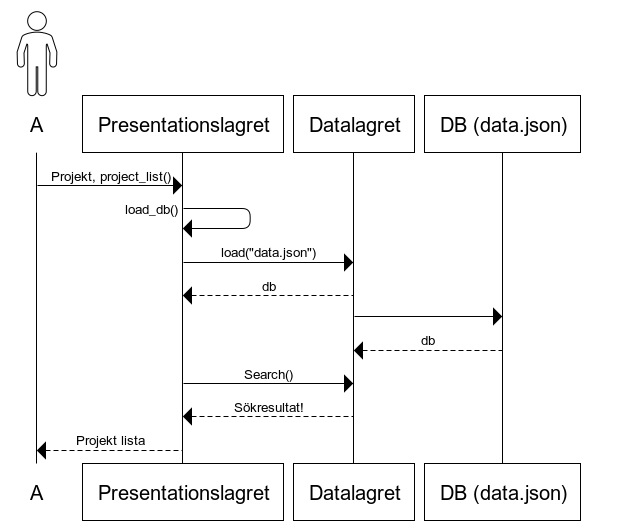 A
Presentationslagret
Datalagret
DB (data.json)
Projekt, project_list()
load_db()
load("data.json")
db
db
Search()
Sökresultat!
Projekt lista
A
Presentationslagret
Datalagret
DB (data.json)